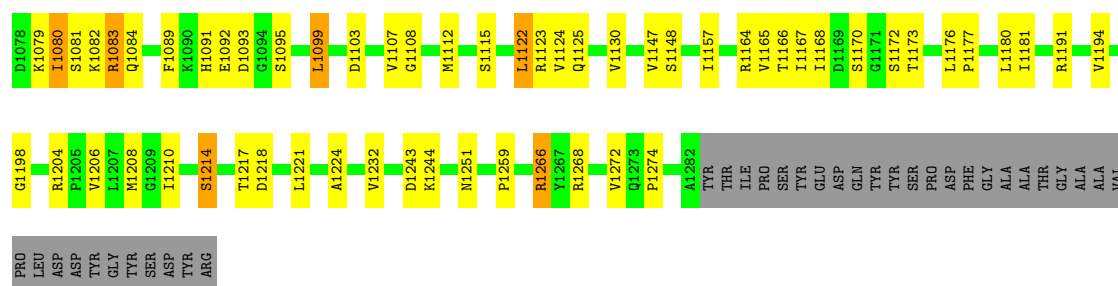 D1078 K1079 I1080 S1081 K1082 R1083 Q1084 F1089 K1090 H1091 E1092 D1093 G1094 S1095 L1099 D1103 V1107 G1108 M1112 S1115 L1122 R1123 V1124 Q1125 V1130 V1147 S1148 I1157 R1164 V1165 T1166 I1167 I1168 D1169 S1170 G1171 S1172 T1173 L1176 P1177 L1180 I1181 R1191 V1194
G1198 R1204 P1205 V1206 L1207 M1208 G1209 I1210 S1214 T1217 D1218 L1221 A1224 V1232 D1243 K1244 N1251 P1259 R1266 Y1267 R1268 V1272 Q1273 P1274 A1282 TYR THR ILE PRO SER TYR GLU ASP GLN TYR TYR SER PRO ASP PHE GLY ALA ALA THR GLY ALA ALA VAL
PRO LEU ASP ASP TYR GLY TYR SER ASP TYR ARG